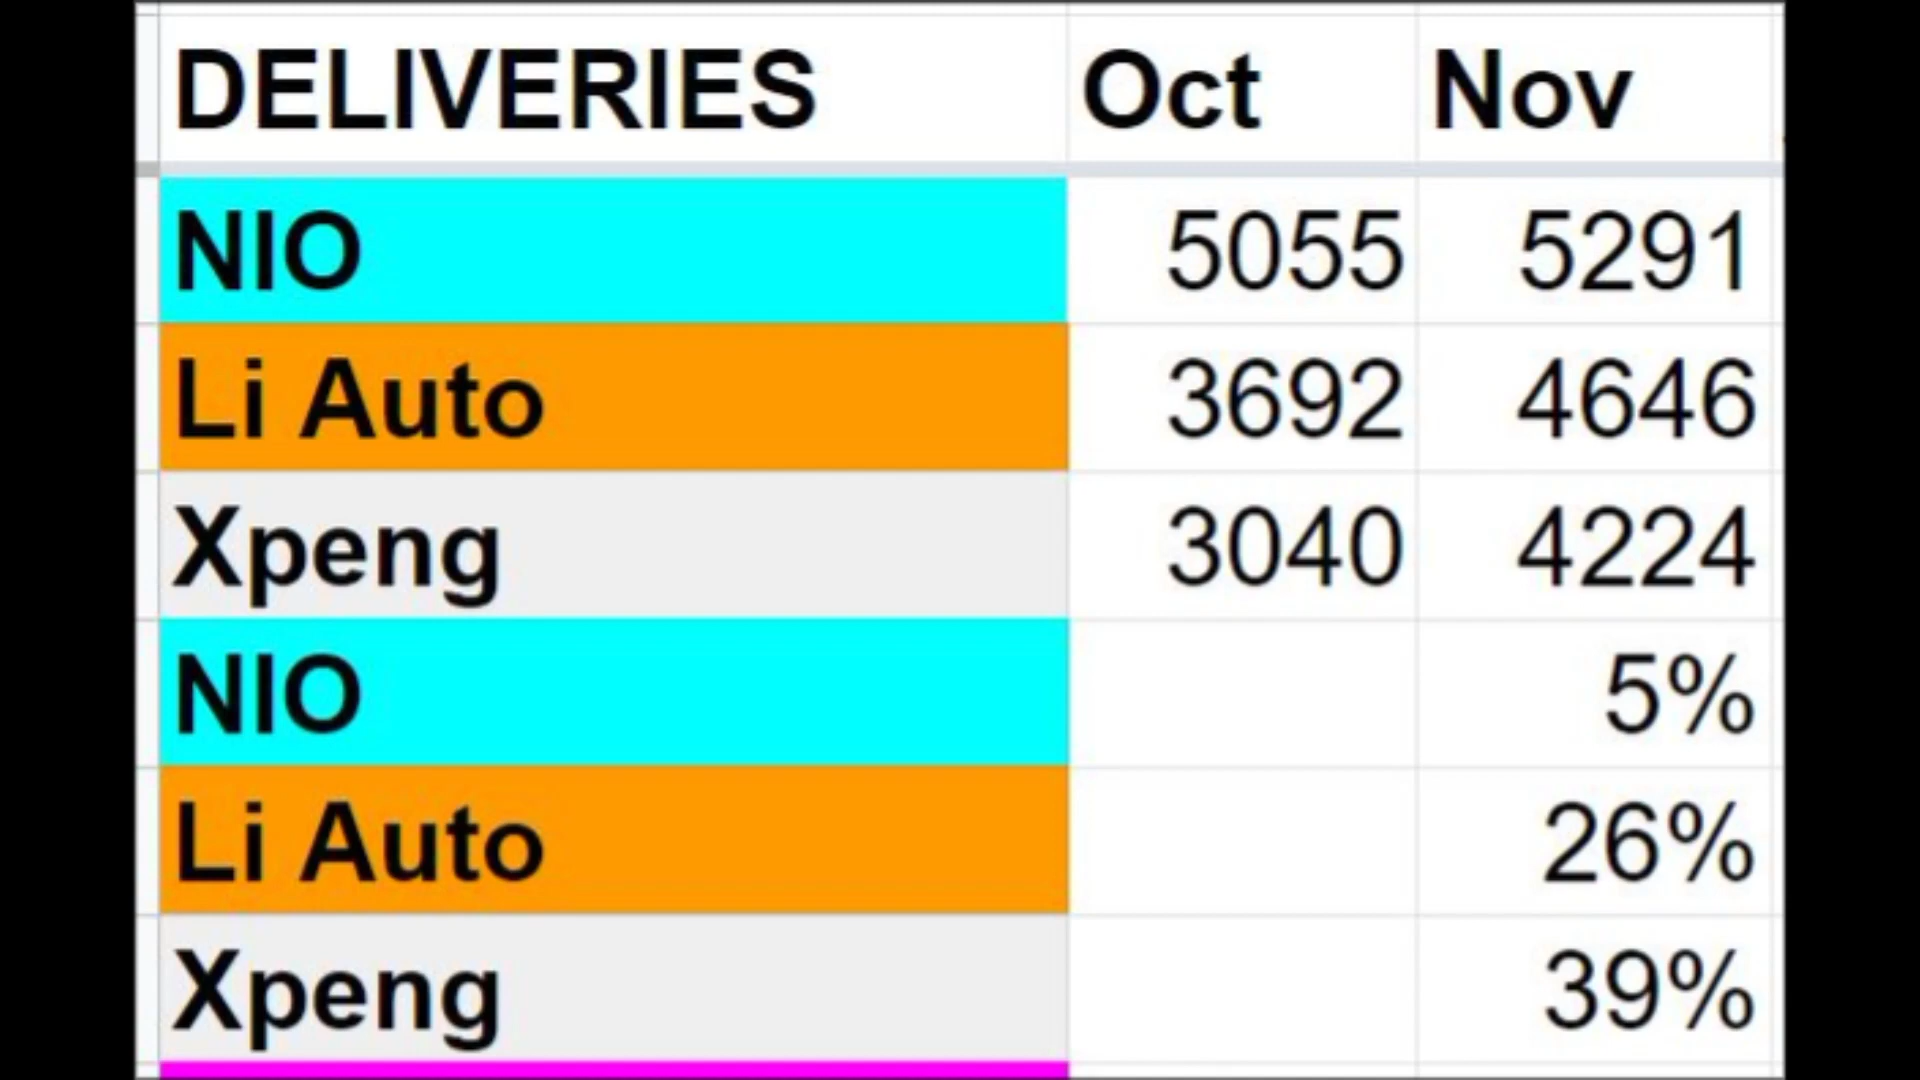 DELIVERIES Oct Nov
NIO 5055 5291
Li Auto 3692 4646
Xpeng 3040 4224
NIO 5%
Li Auto 26%
Xpeng 39%